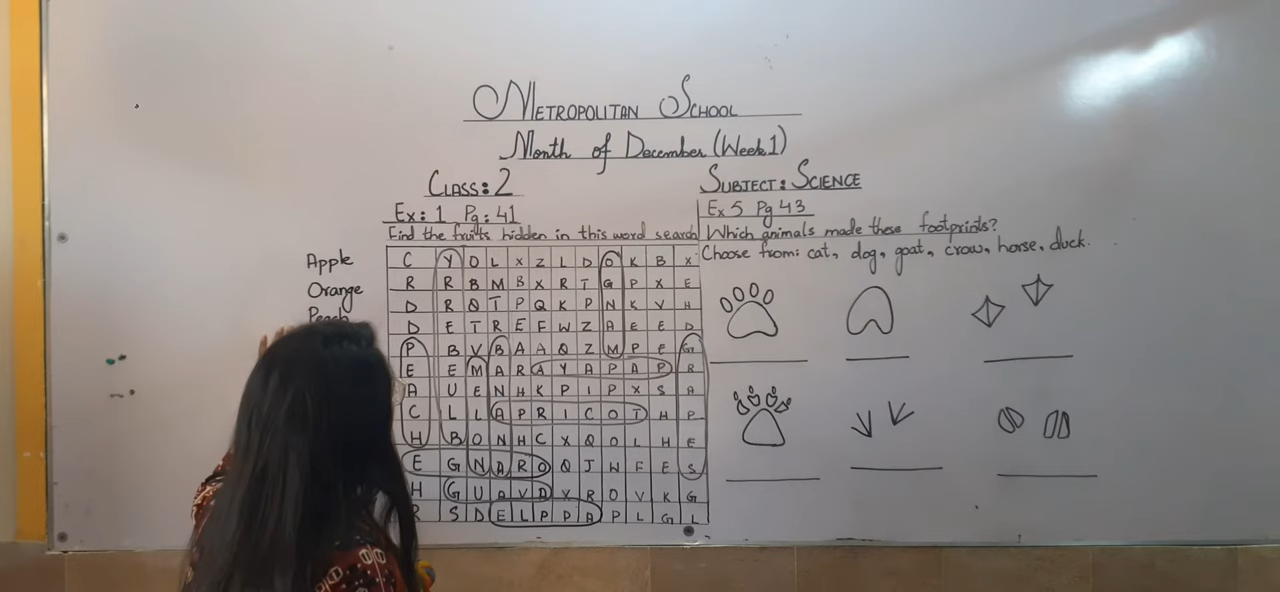 METROPOLITAN SCHOOL
Month of December (Week 1)
CLASS: 2
SUBJECT: SCIENCE
Ex: 1 Pg: 41
Find the fruits hidden in this word search
Apple
Orange
Peach
C Y O L X Z L D O K B X
R R B M B X R T G P X E
D R Q T P Q K P N K V H
D E T R E F W Z A E E D
P B V B A A Q Z M P E G
E E M A R A Y A P A P R
A U E N H K P I P X S A
C L L A P R I C O T H P
H B O N H C X Q O L H E
E G N A R O Q J W F E S
H G U A V A X R O V K G
R S D E L P P A P L G L
Ex 5 Pg 43
Which animals made these footprints?
Choose from: cat, dog, goat, crow, horse, duck.